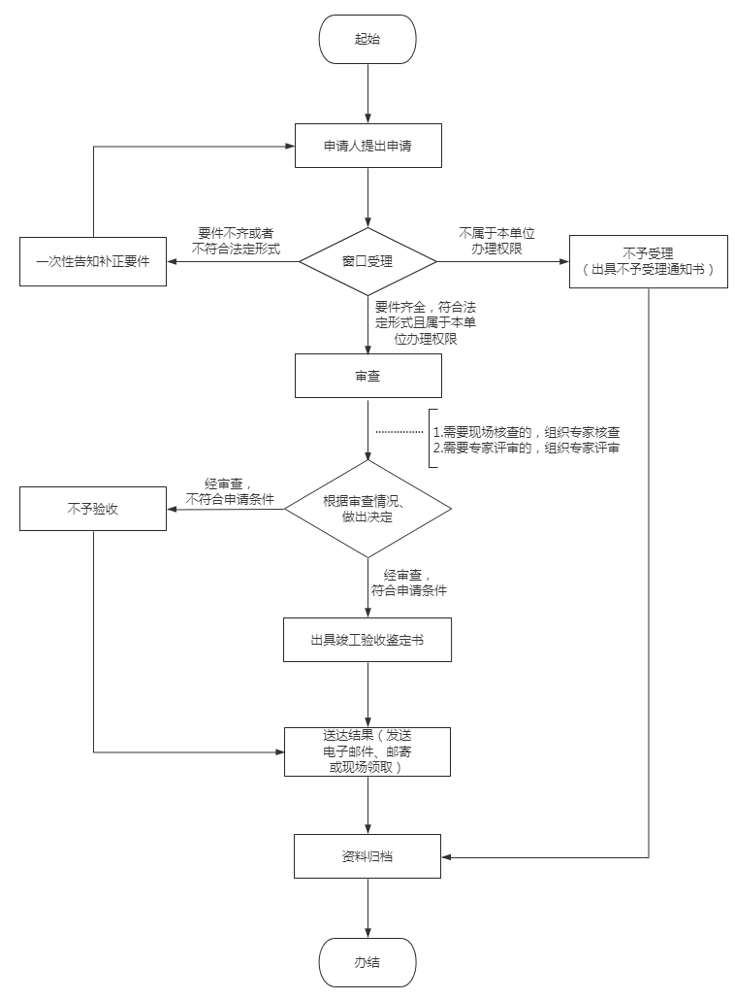 起始
申请人提出申请
要件不齐或者
不符合法定形式
不属于本单位
办理权限
一次性告知补正要件
窗口受理
不予受理
（出具不予受理通知书）
要件齐全，符合法
定形式且属于本单
位办理权限
审查
1.需要现场核查的，组织专家核查
2.需要专家评审的，组织专家评审
经审查，
不符合申请条件
不予验收
根据审查情况、
做出决定
经审查，
符合申请条件
出具竣工验收鉴定书
送达结果（发送
电子邮件、邮寄
或现场领取）
资料归档
办结